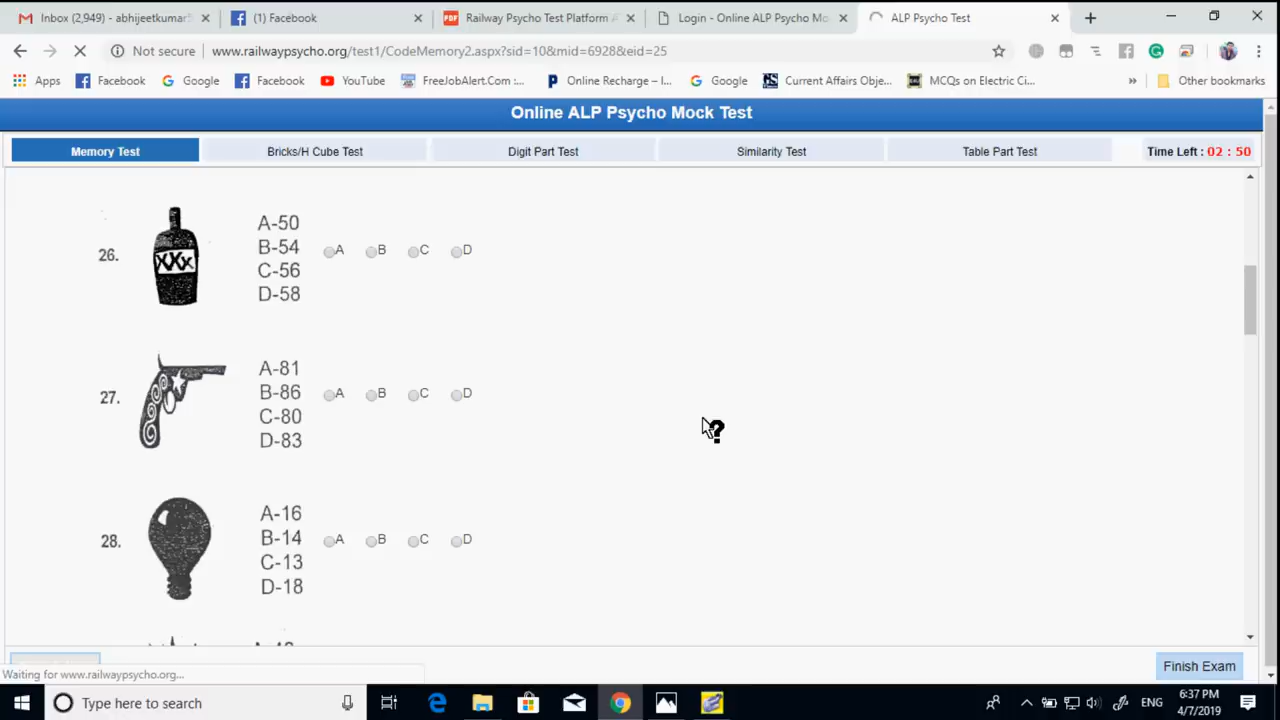 Inbox (2,949) - abhijeetkumar
(1) Facebook
PDF
Railway Psycho Test Platform
Login - Online ALP Psycho Mo
ALP Psycho Test
Not secure
www.railwaypsycho.org/test1/CodeMemory2.aspx?sid=10&mid=6928&eid=25
Apps
Facebook
Google
Facebook
YouTube
FreeJobAlert.Com :...
Online Recharge – I...
Google
Current Affairs Obje...
MCQs on Electric Ci...
»
Other bookmarks
Online ALP Psycho Mock Test
Memory Test
Bricks/H Cube Test
Digit Part Test
Similarity Test
Table Part Test
Time Left : 02 : 50
26.
XXx
A-50
B-54
C-56
D-58
A B C D
27.
A-81
B-86
C-80
D-83
A B C D
28.
A-16
B-14
C-13
D-18
A B C D
Waiting for www.railwaypsycho.org...
Finish Exam
Type here to search
ENG
6:37 PM
4/7/2019